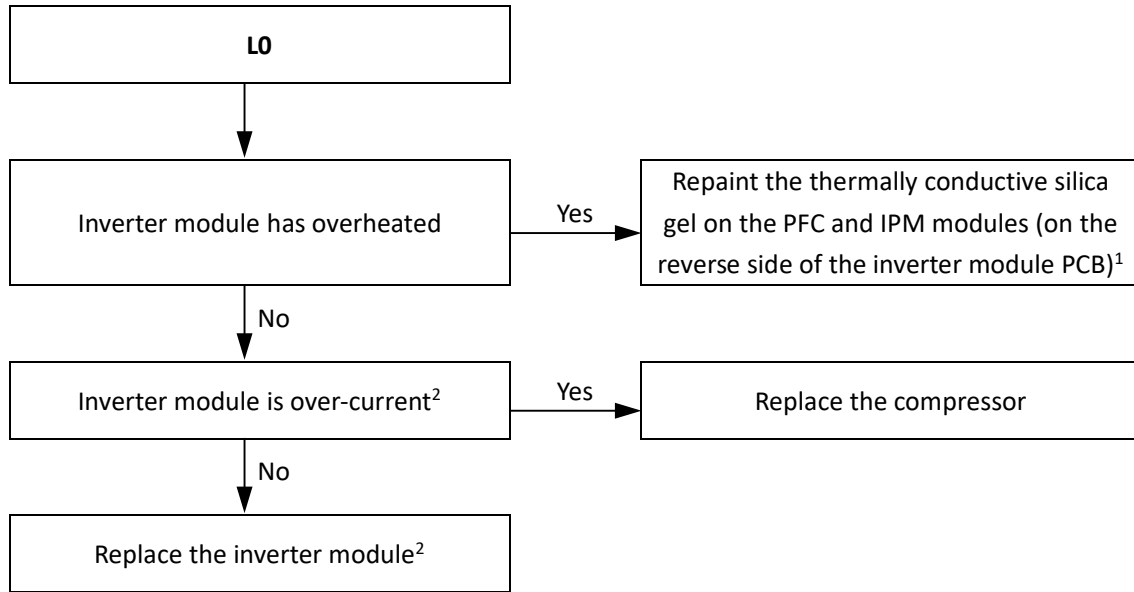 L0
Inverter module has overheated
Yes
Repaint the thermally conductive silica
gel on the PFC and IPM modules (on the
reverse side of the inverter module PCB)¹
No
Inverter module is over-current²
Yes
Replace the compressor
No
Replace the inverter module²